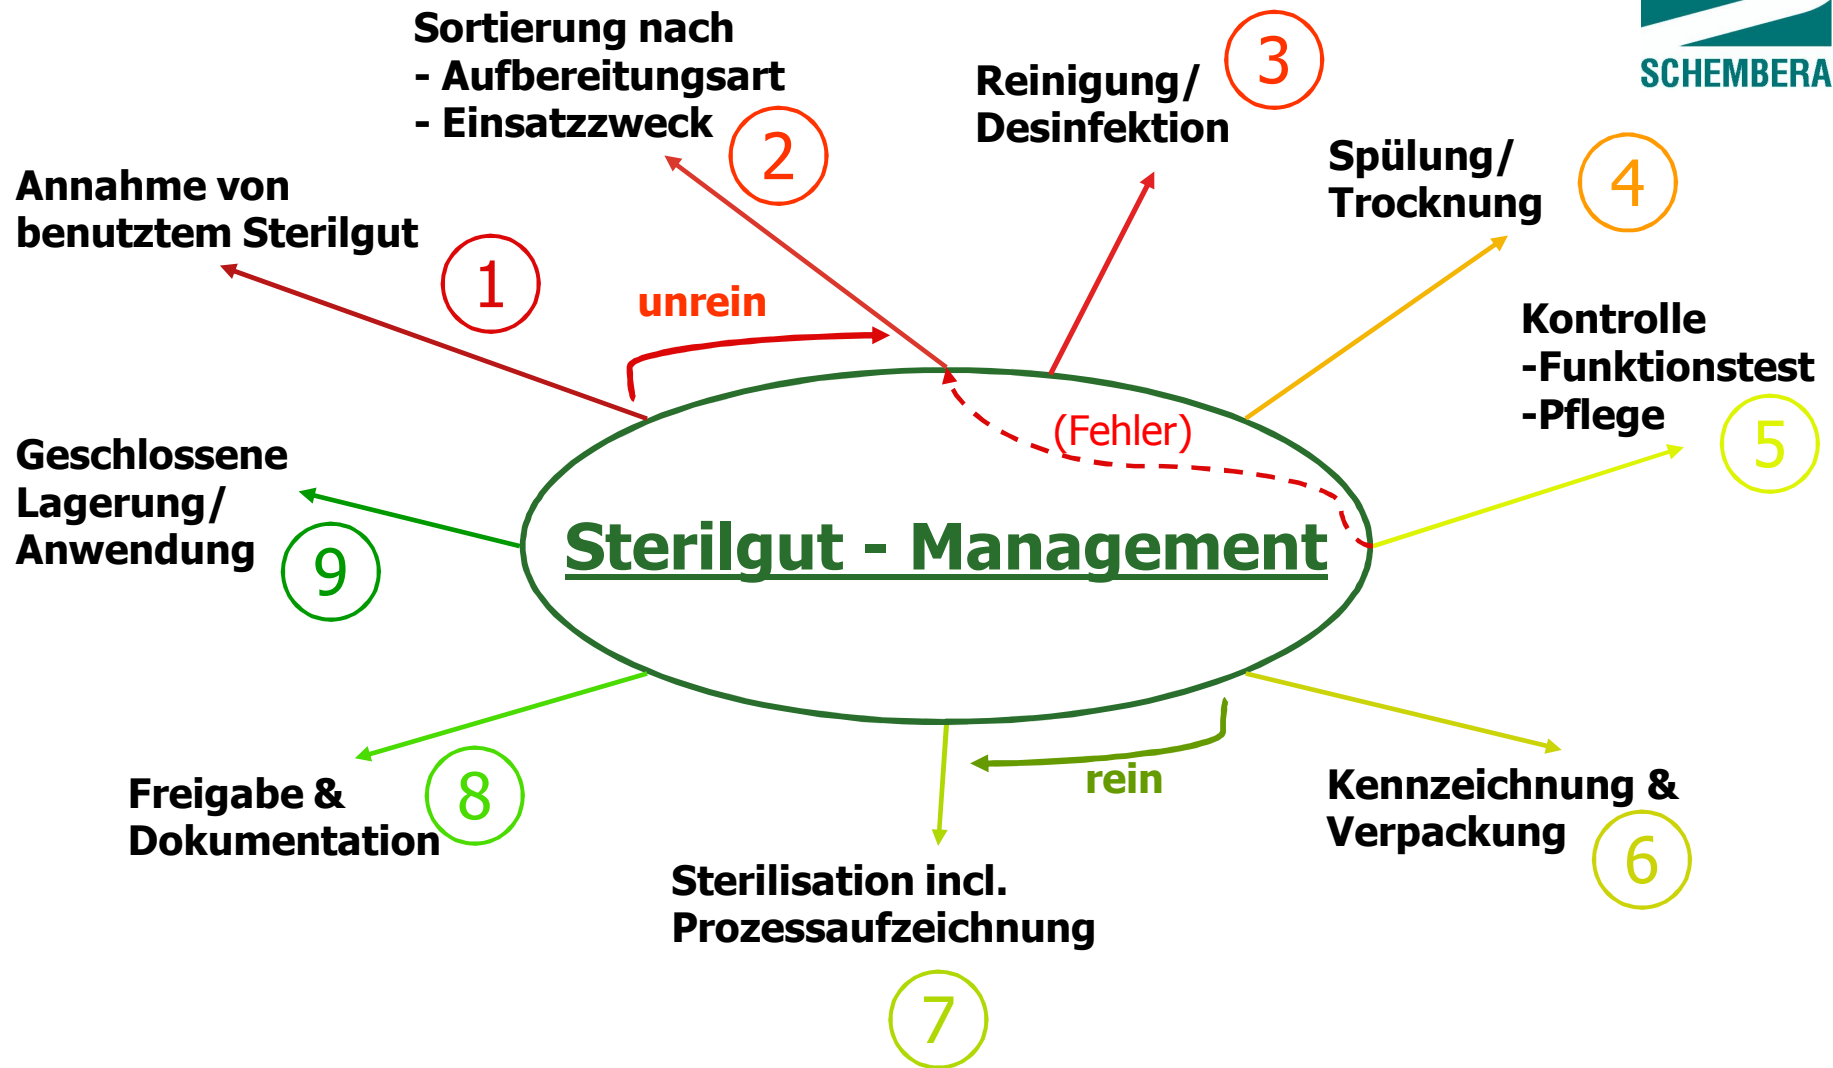 Sortierung nach
- Aufbereitungsart
- Einsatzzweck
2
Reinigung/
Desinfektion
3
SCHEMBERA
Spülung/
Trocknung
4
Annahme von
benutztem Sterilgut
1
unrein
Kontrolle
-Funktionstest
-Pflege
5
(Fehler)
Geschlossene
Lagerung/
Anwendung
9
Sterilgut - Management
Freigabe &
Dokumentation
8
rein
Kennzeichnung &
Verpackung
6
Sterilisation incl.
Prozessaufzeichnung
7